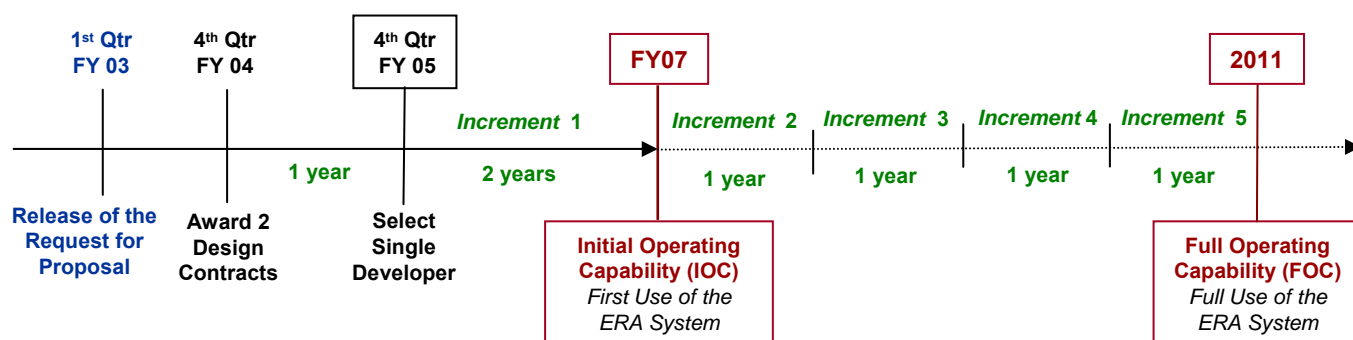 1st Qtr
FY 03
4th Qtr
FY 04
4th Qtr
FY 05
FY07
2011
Increment 1
Increment 2
Increment 3
Increment 4
Increment 5
1 year
2 years
1 year
1 year
1 year
1 year
Release of the
Request for
Proposal
Award 2
Design
Contracts
Select
Single
Developer
Initial Operating
Capability (IOC)
First Use of the
ERA System
Full Operating
Capability (FOC)
Full Use of the
ERA System